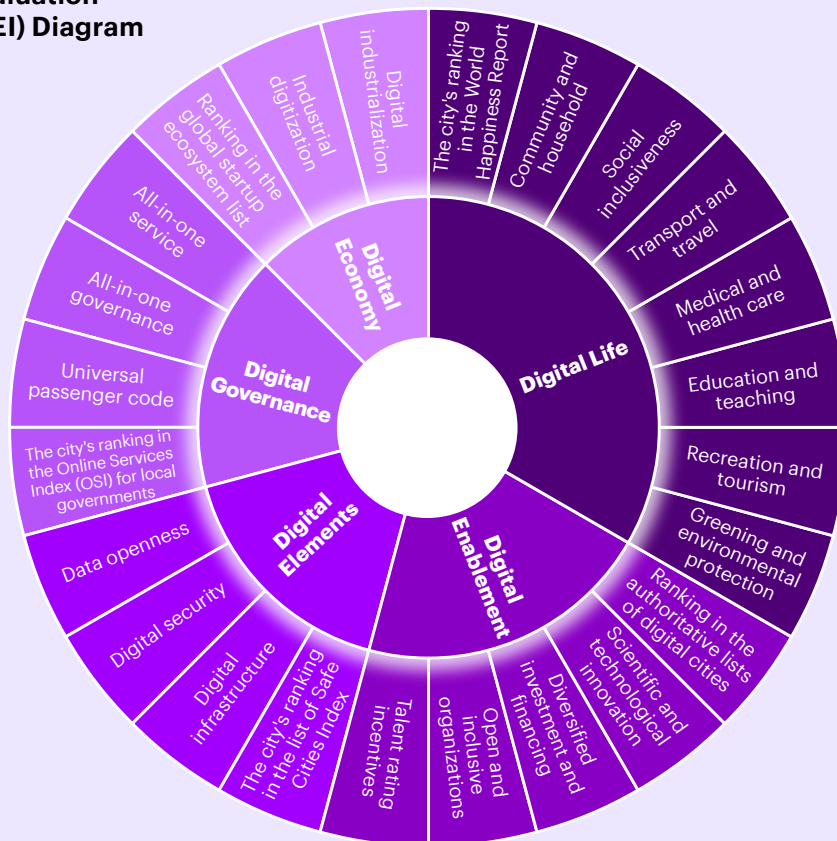 EI) Diagram
The city's ranking
in the World
Happiness Report
Community and
household
Social
inclusiveness
Transport and
travel
Medical and
health care
Education and
teaching
Recreation and
tourism
Greening and
environmental
protection
Ranking in the
authoritative lists
of digital cities
Scientific and
technological
innovation
Diversified
investment and
financing
Open and
inclusive
organizations
Talent rating
incentives
The city's ranking
in the list of Safe
Cities Index
Digital
infrastructure
Digital security
Data openness
The city's ranking in
the Online Services
Index (OSI) for local
governments
Universal
passenger code
All-in-one
governance
All-in-one
service
Ranking in the
global startup
ecosystem list
Industrial
digitization
Digital
industrialization
Digital Life
Digital
Enablement
Digital
Elements
Digital
Governance
Digital
Economy